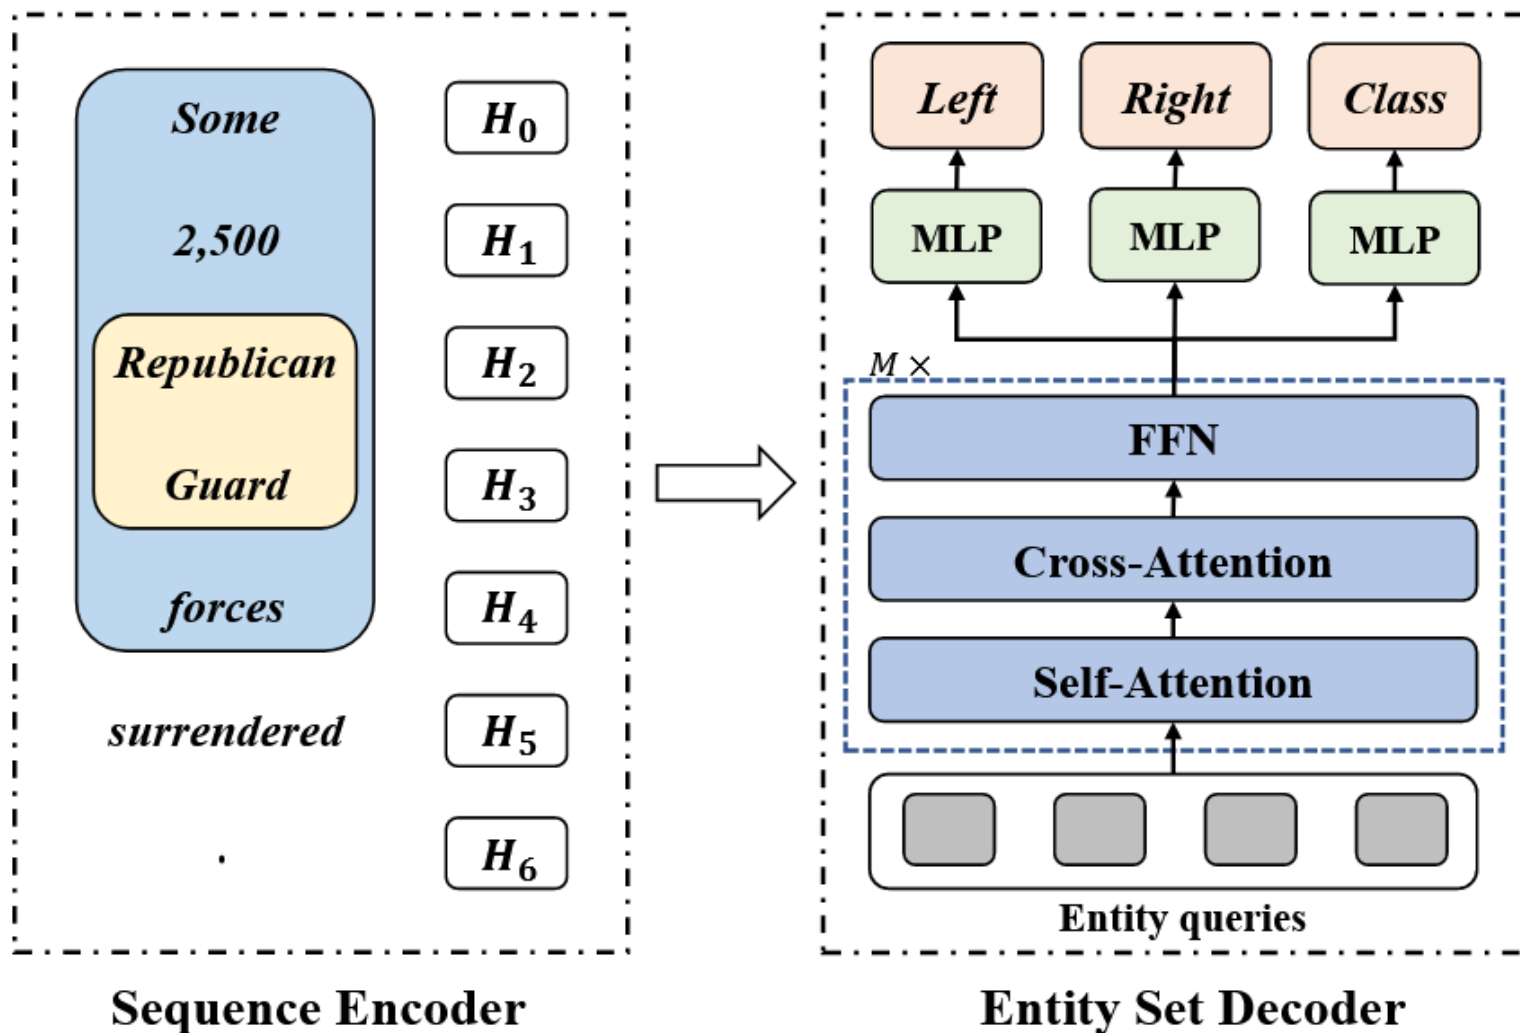 Some
H0
2,500
H1
Republican
H2
Guard
H3
forces
H4
surrendered
H5
.
H6
Sequence Encoder
Left Right Class
MLP MLP MLP
M ×
FFN
Cross-Attention
Self-Attention
Entity queries
Entity Set Decoder